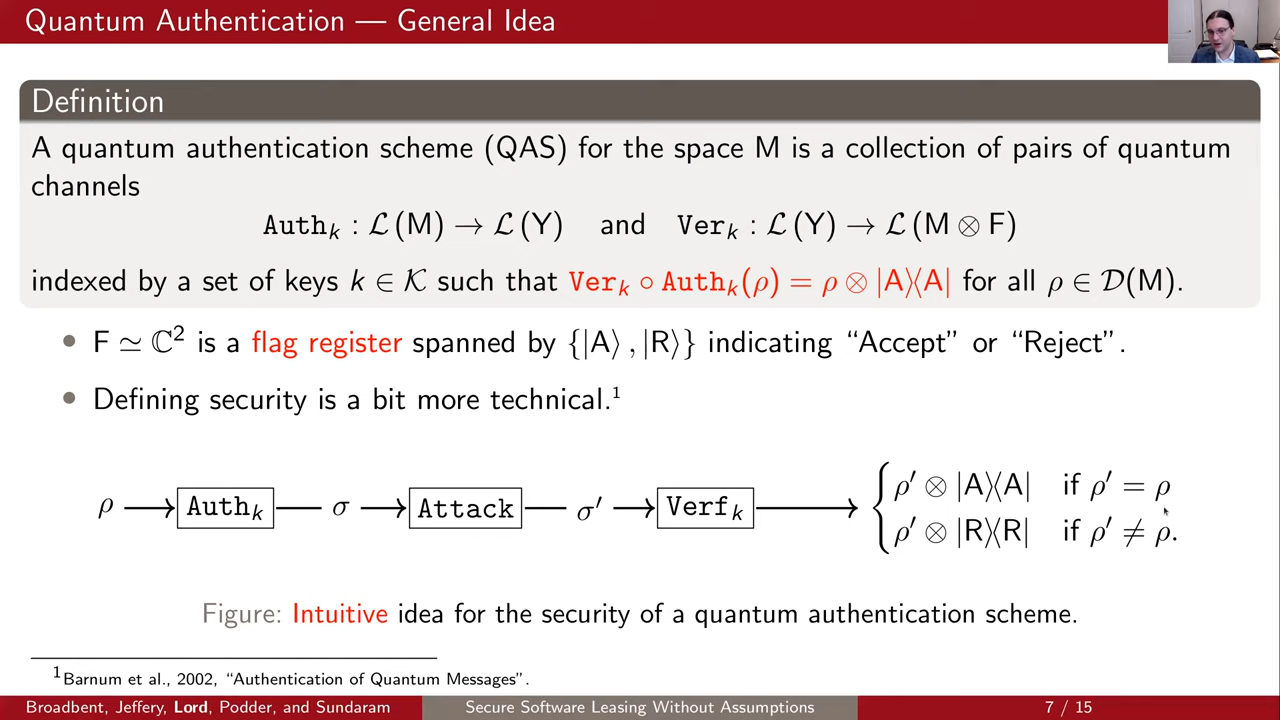 Quantum Authentication — General Idea
Definition
A quantum authentication scheme (QAS) for the space M is a collection of pairs of quantum
channels
Auth_k : ℒ(M) → ℒ(Y) and Ver_k : ℒ(Y) → ℒ(M ⊗ F)
indexed by a set of keys k ∈ 𝒦 such that Ver_k ∘ Auth_k(ρ) = ρ ⊗ |A⟩⟨A| for all ρ ∈ 𝒟(M).
• F ≃ ℂ² is a flag register spanned by {|A⟩ , |R⟩} indicating “Accept” or “Reject”.
• Defining security is a bit more technical.¹
ρ → Auth_k — σ → Attack — σ′ → Verf_k → { ρ′ ⊗ |A⟩⟨A| if ρ′ = ρ
ρ′ ⊗ |R⟩⟨R| if ρ′ ≠ ρ.
Figure: Intuitive idea for the security of a quantum authentication scheme.
¹Barnum et al., 2002, “Authentication of Quantum Messages”.
Broadbent, Jeffery, Lord, Podder, and Sundaram Secure Software Leasing Without Assumptions 7 / 15